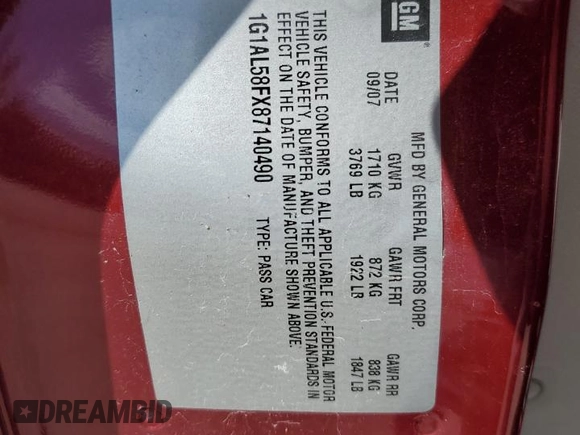 GM®
MFD BY GENERAL MOTORS CORP.
DATE GVWR GAWR FRT GAWR RR
09/07 1710 KG 872 KG 838 KG
3769 LB 1922 LB 1847 LB
THIS VEHICLE CONFORMS TO ALL APPLICABLE U.S. FEDERAL MOTOR
VEHICLE SAFETY, BUMPER, AND THEFT PREVENTION STANDARDS IN
EFFECT ON THE DATE OF MANUFACTURE SHOWN ABOVE.
1G1AL58FX87140490 TYPE: PASS CAR
DREAMBID